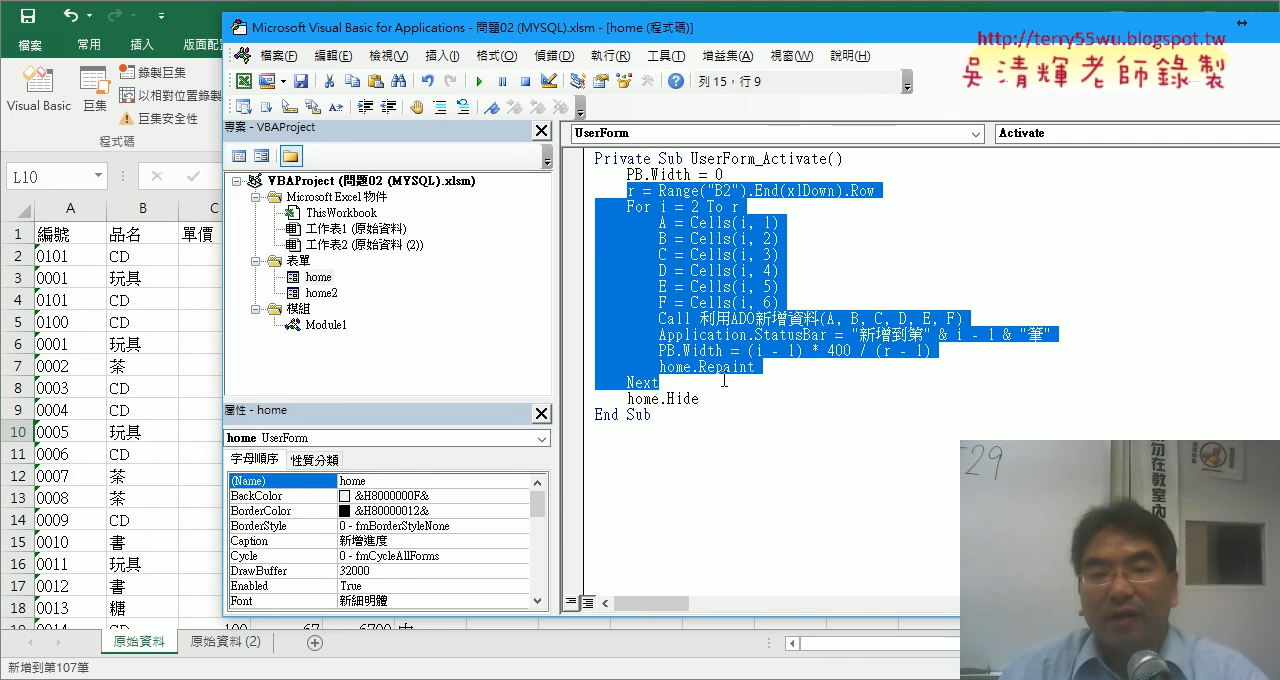 Microsoft Visual Basic for Applications - 問題02 (MYSQL).xlsm - [home (程式碼)]
http://terry55wu.blogspot.tw
吳清輝老師錄製
檔案 常用 插入 版面配
檔案(F) 編輯(E) 檢視(V) 插入(I) 格式(O) 偵錯(D) 執行(R) 工具(T) 增益集(A) 視窗(W) 說明(H)
列 15，行 9
Visual Basic 巨集
錄製巨集
以相對位置錄製
巨集安全性
程式碼
專案 - VBAProject
UserForm Activate
L10
VBAProject (問題02 (MYSQL).xlsm)
Microsoft Excel 物件
ThisWorkbook
工作表1 (原始資料)
工作表2 (原始資料 (2))
表單
home
home2
模組
Module1
Private Sub UserForm_Activate()
PB.Width = 0
r = Range("B2").End(xlDown).Row
For i = 2 To r
A = Cells(i, 1)
B = Cells(i, 2)
C = Cells(i, 3)
D = Cells(i, 4)
E = Cells(i, 5)
F = Cells(i, 6)
Call 利用ADO新增資料(A, B, C, D, E, F)
Application.StatusBar = "新增到第" & i - 1 & "筆"
PB.Width = (i - 1) * 400 / (r - 1)
home.Repaint
Next
home.Hide
End Sub
A B C
1 編號 品名 單價
2 0101 CD
3 0001 玩具
4 0101 CD
5 0100 CD
6 0001 玩具
7 0002 茶
8 0003 CD
9 0004 CD
10 0005 玩具
11 0006 CD
12 0007 茶
13 0008 茶
14 0009 CD
15 0010 書
16 0011 玩具
17 0012 書
18 0013 糖
屬性 - home
home UserForm
字母順序 性質分類
(Name) home
BackColor &H8000000F&
BorderColor &H80000012&
BorderStyle 0 - fmBorderStyleNone
Caption 新增進度
Cycle 0 - fmCycleAllForms
DrawBuffer 32000
Enabled True
Font 新細明體
原始資料 原始資料 (2)
新增到第107筆
29
勿在教室內